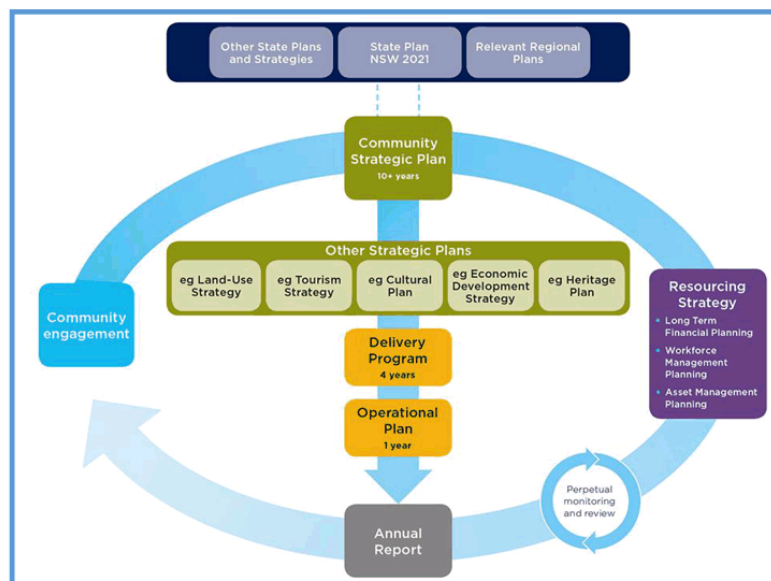 Other State Plans
and Strategies
State Plan
NSW 2021
Relevant Regional
Plans
Community
Strategic Plan
10+ years
Other Strategic Plans
eg Land-Use
Strategy
eg Tourism
Strategy
eg Cultural
Plan
eg Economic
Development
Strategy
eg Heritage
Plan
Community
engagement
Resourcing
Strategy
• Long Term
Financial Planning
• Workforce
Management
Planning
• Asset Management
Planning
Delivery
Program
4 years
Operational
Plan
1 year
Perpetual
monitoring
and review
Annual
Report